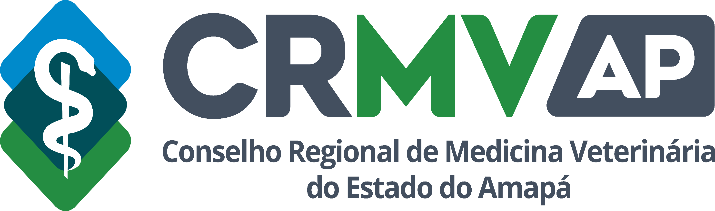 CRMV AP
Conselho Regional de Medicina Veterinária
do Estado do Amapá